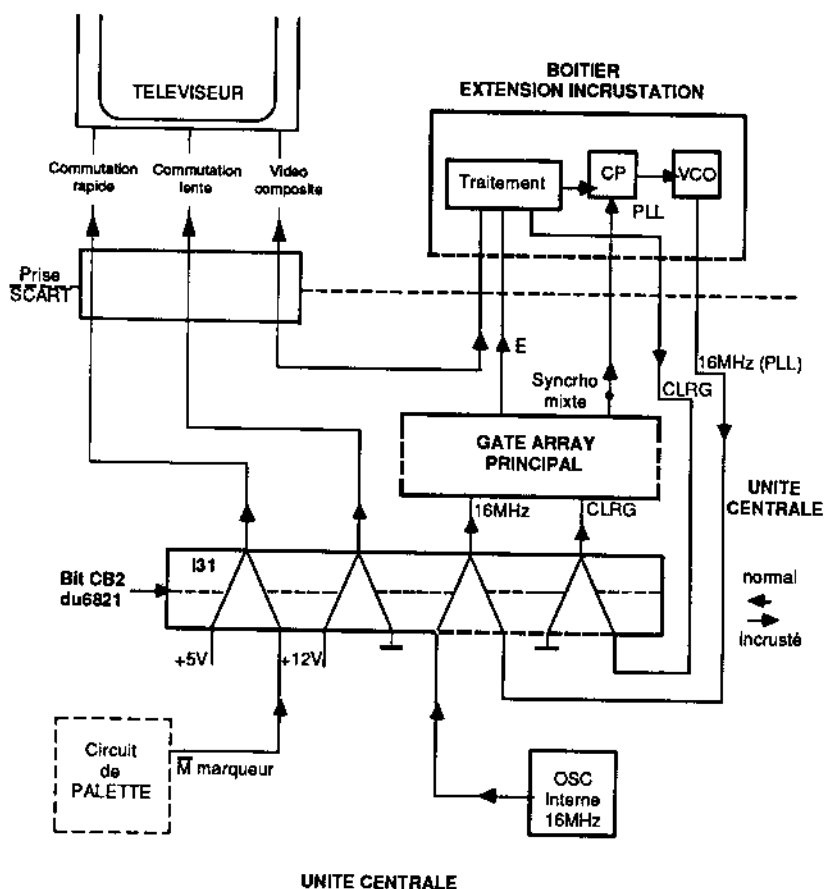 TELEVISEUR
BOITIER
EXTENSION INCRUSTATION
Commutation
rapide
Commutation
lente
Video
composite
Traitement
CP
VCO
PLL
Prise
SCART
E
16MHz (PLL)
CLRG
Syncrho
mixte
GATE ARRAY
PRINCIPAL
UNITE
CENTRALE
16MHz
CLRG
I31
Bit CB2
du6821
normal
incrusté
+5V
+12V
Circuit
de
PALETTE
M marqueur
OSC
Interne
16MHz
UNITE CENTRALE